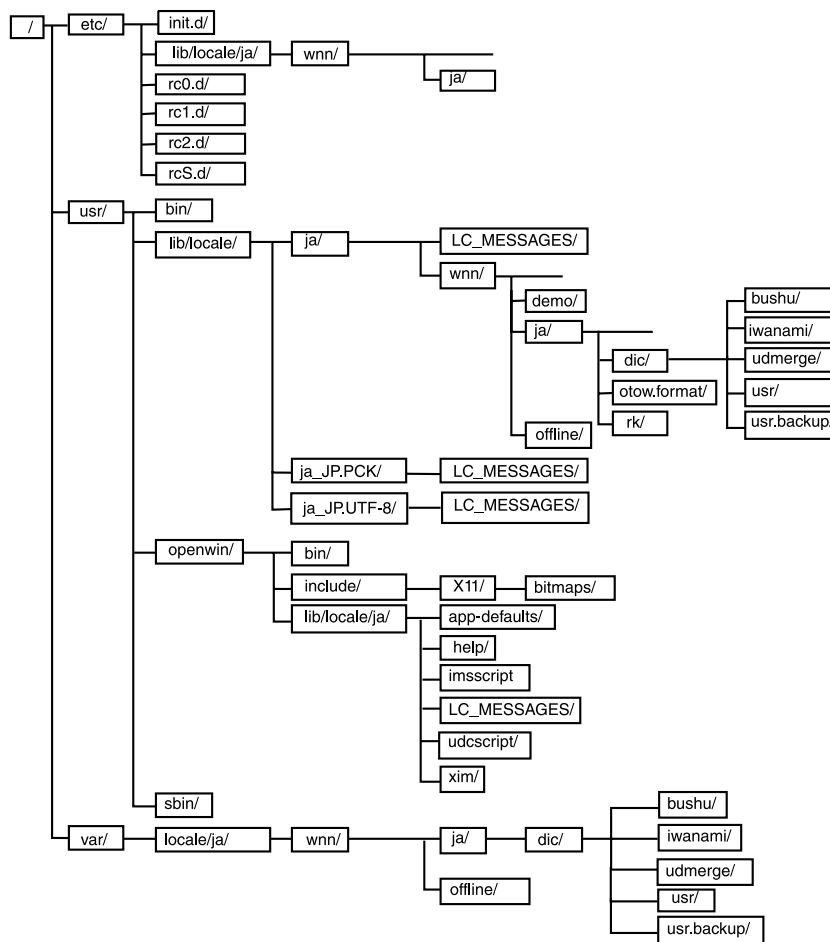 /
etc/
init.d/
lib/locale/ja/
wnn/
ja/
rc0.d/
rc1.d/
rc2.d/
rcS.d/
usr/
bin/
lib/locale/
ja/
LC_MESSAGES/
wnn/
demo/
ja/
dic/
bushu/
iwanami/
udmerge/
usr/
usr.backup/
otow.format/
rk/
offline/
ja_JP.PCK/
LC_MESSAGES/
ja_JP.UTF-8/
LC_MESSAGES/
openwin/
bin/
include/
X11/
bitmaps/
lib/locale/ja/
app-defaults/
help/
imsscript
LC_MESSAGES/
udcscript/
xim/
sbin/
var/
locale/ja/
wnn/
ja/
dic/
bushu/
iwanami/
udmerge/
usr/
usr.backup/
offline/